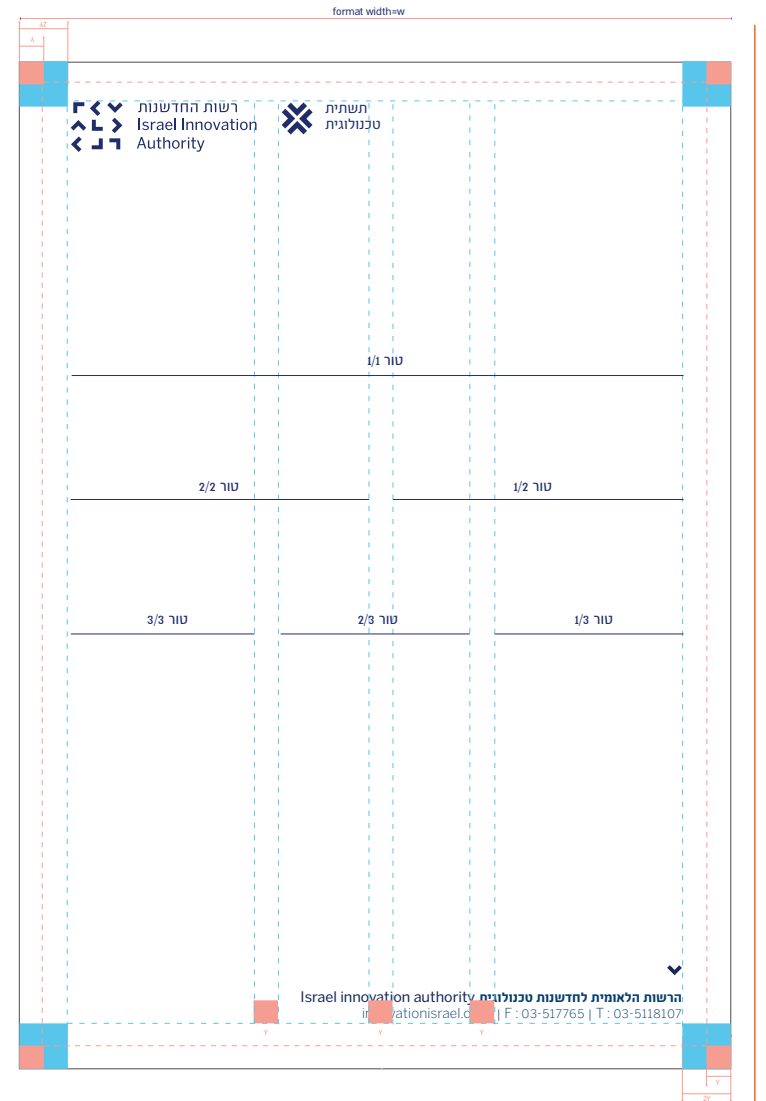 format width=w
רשות החדשנות
Israel Innovation
Authority
תשתית
טכנולוגית
טור 1/1
טור 1/2
טור 2/2
טור 1/3
טור 2/3
טור 3/3
הרשות הלאומית לחדשנות טכנולוגית Israel innovation authority
| F : 03-517765 | T : 03-5118107
Y
Y
Y
Y
2Y